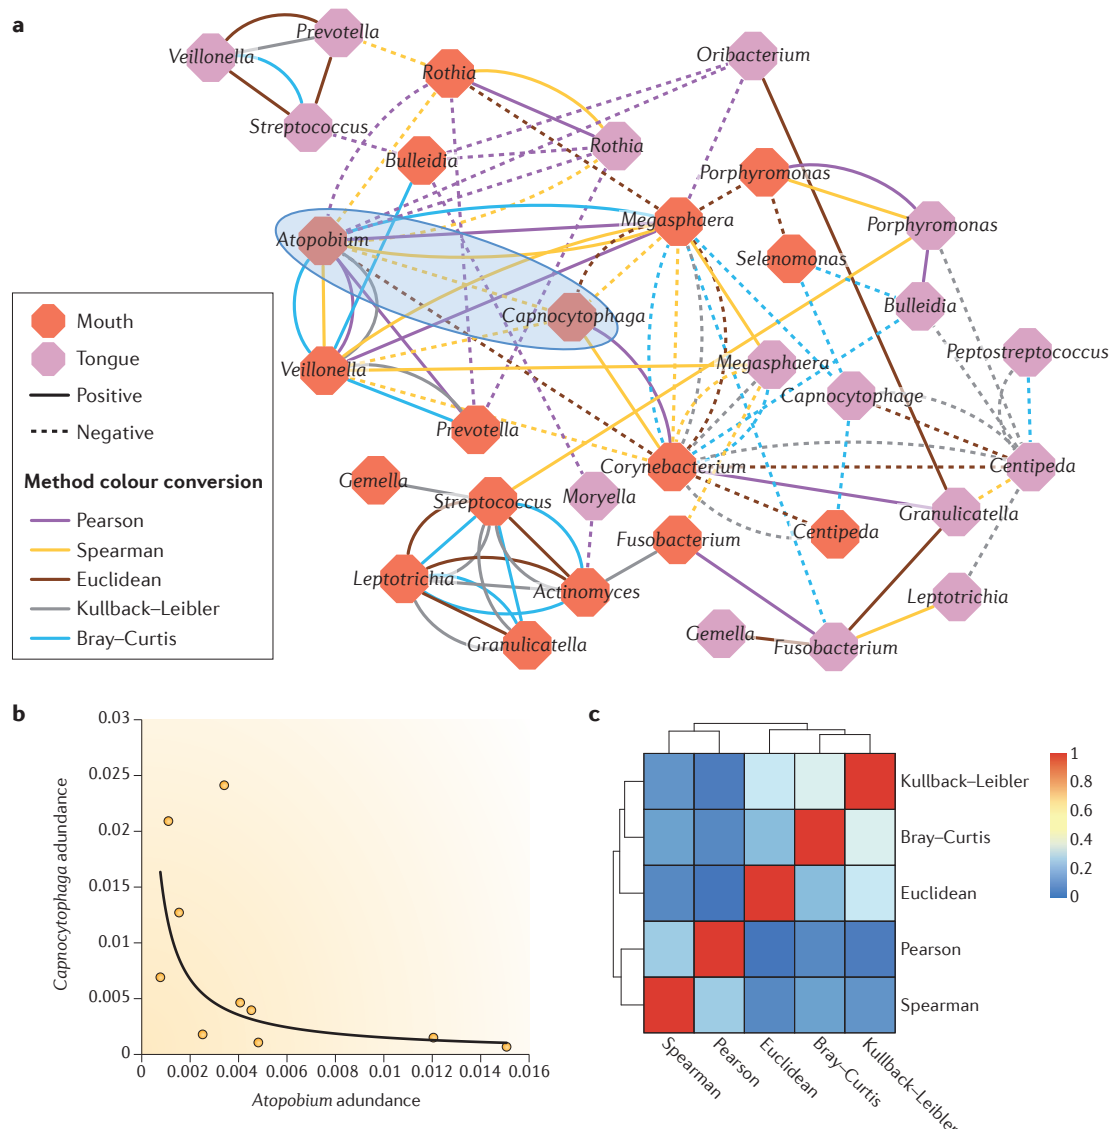 a
Prevotella
Veillonella
Rothia
Oribacterium
Streptococcus
Bulleidia
Rothia
Porphyromonas
Megasphaera
Porphyromonas
Atopobium
Selenomonas
Bulleidia
Capnocytophaga
Mouth
Tongue
Positive
Negative
Method colour conversion
Pearson
Spearman
Euclidean
Kullback–Leibler
Bray–Curtis
Peptostreptococcus
Veillonella
Megasphaera
Capnocytophage
Prevotella
Corynebacterium
Centipeda
Gemella
Streptococcus
Moryella
Granulicatella
Fusobacterium
Centipeda
Leptotrichia
Actinomyces
Leptotrichia
Gemella
Granulicatella
Fusobacterium
b
0.03
0.025
0.02
0.015
0.01
0.005
0
Capnocytophaga adundance
0
0.002
0.004
0.006
0.008
0.010
0.012
0.014
0.016
Atopobium adundance
c
Kullback–Leibler
Bray–Curtis
Euclidean
Pearson
Spearman
Spearman
Pearson
Euclidean
Bray–Curtis
Kullback–Leibler
1
0.8
0.6
0.4
0.2
0